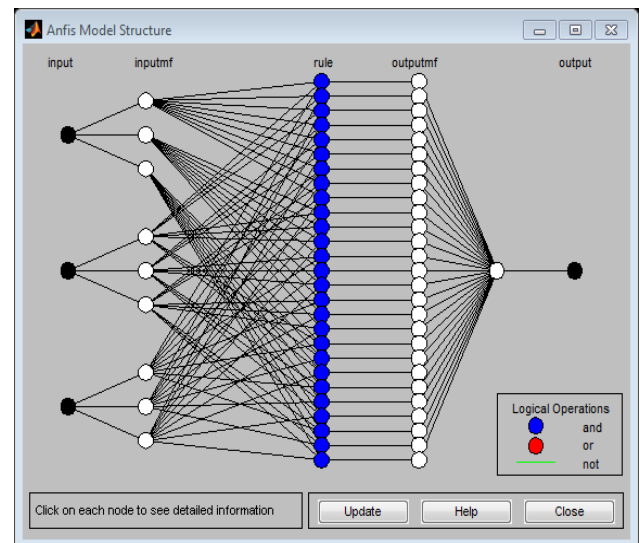 Anfis Model Structure
input inputmf rule outputmf output
Logical Operations
and
or
not
Click on each node to see detailed information
Update Help Close